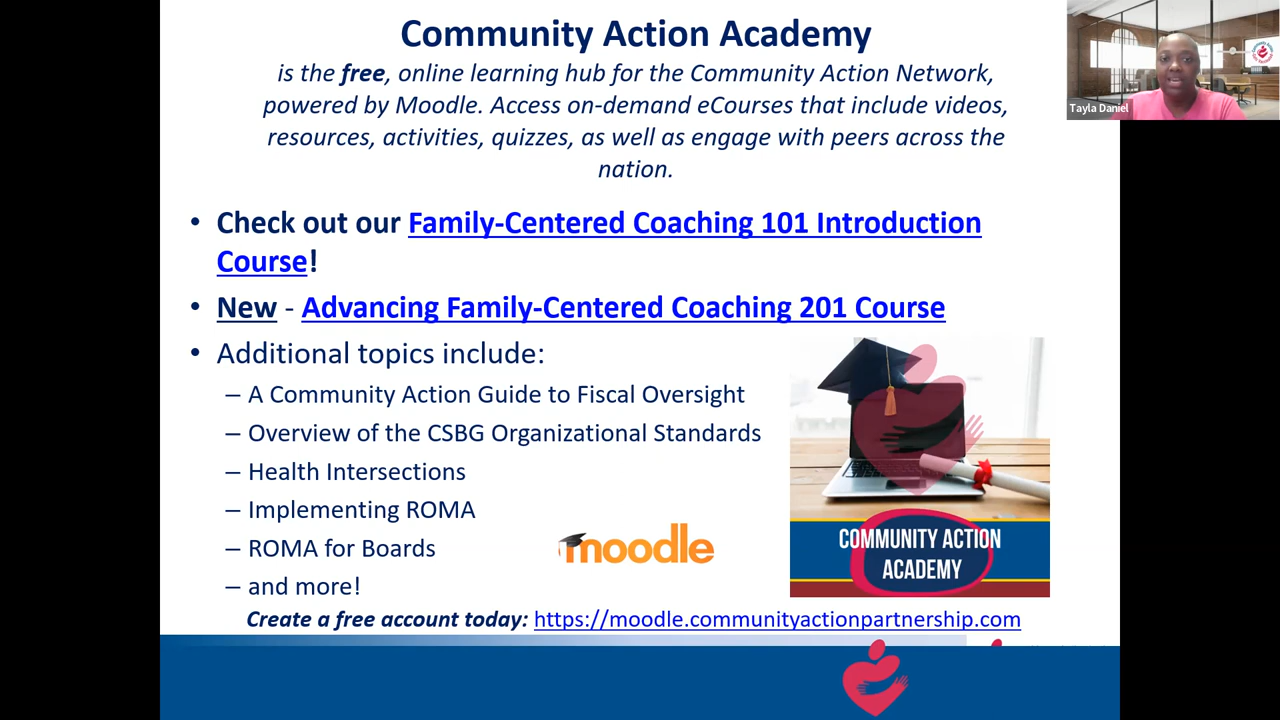 Community Action Academy
is the free, online learning hub for the Community Action Network,
powered by Moodle. Access on-demand eCourses that include videos,
resources, activities, quizzes, as well as engage with peers across the
nation.
• Check out our Family-Centered Coaching 101 Introduction
Course!
• New - Advancing Family-Centered Coaching 201 Course
• Additional topics include:
– A Community Action Guide to Fiscal Oversight
– Overview of the CSBG Organizational Standards
– Health Intersections
– Implementing ROMA
– ROMA for Boards
– and more!
moodle
COMMUNITY ACTION
ACADEMY
Create a free account today: https://moodle.communityactionpartnership.com
Tayla Daniel